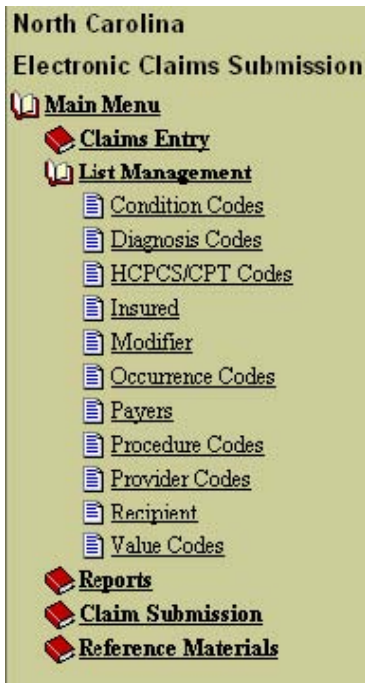 North Carolina
Electronic Claims Submission
Main Menu
Claims Entry
List Management
Condition Codes
Diagnosis Codes
HCPCS/CPT Codes
Insured
Modifier
Occurrence Codes
Payers
Procedure Codes
Provider Codes
Recipient
Value Codes
Reports
Claim Submission
Reference Materials